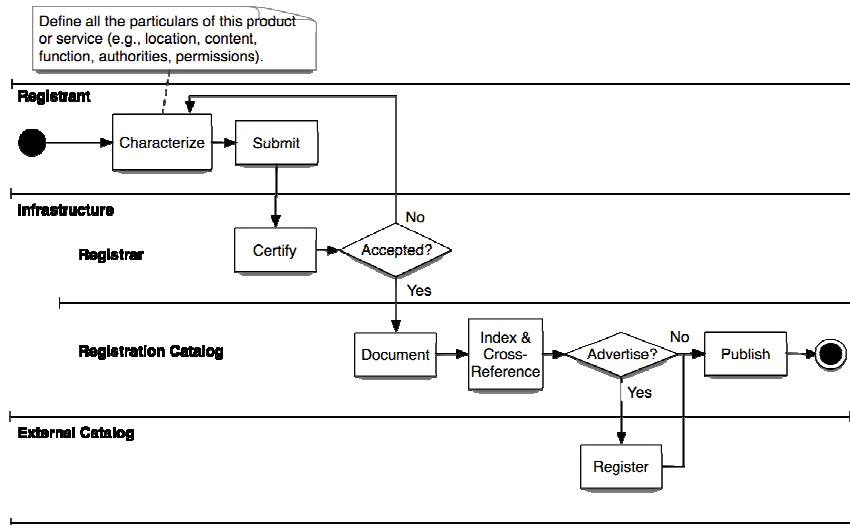 Define all the particulars of this product
or service (e.g., location, content,
function, authorities, permissions).
Registrant
Characterize
Submit
Infrastructure
No
Registrar
Certify
Accepted?
Yes
Registration Catalog
Document
Index &
Cross-
Reference
Advertise?
No
Publish
Yes
External Catalog
Register